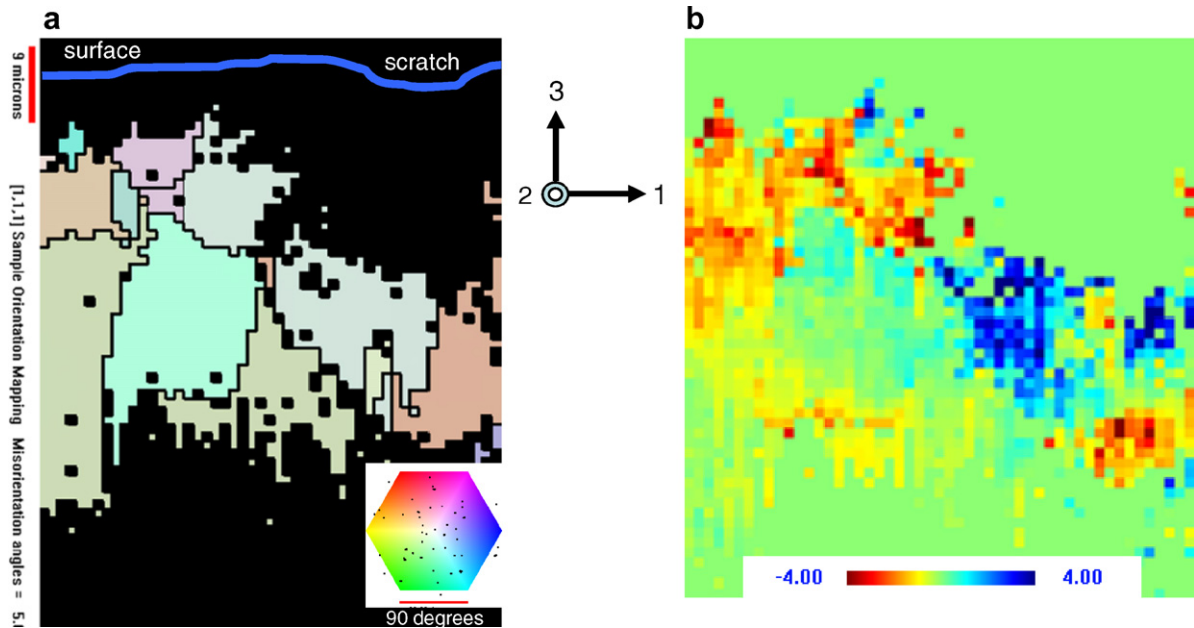 a
b
surface
scratch
9 microns
[1,1,1] Sample Orientation Mapping Misorientation angles =
3
2
1
90 degrees
-4.00
4.00